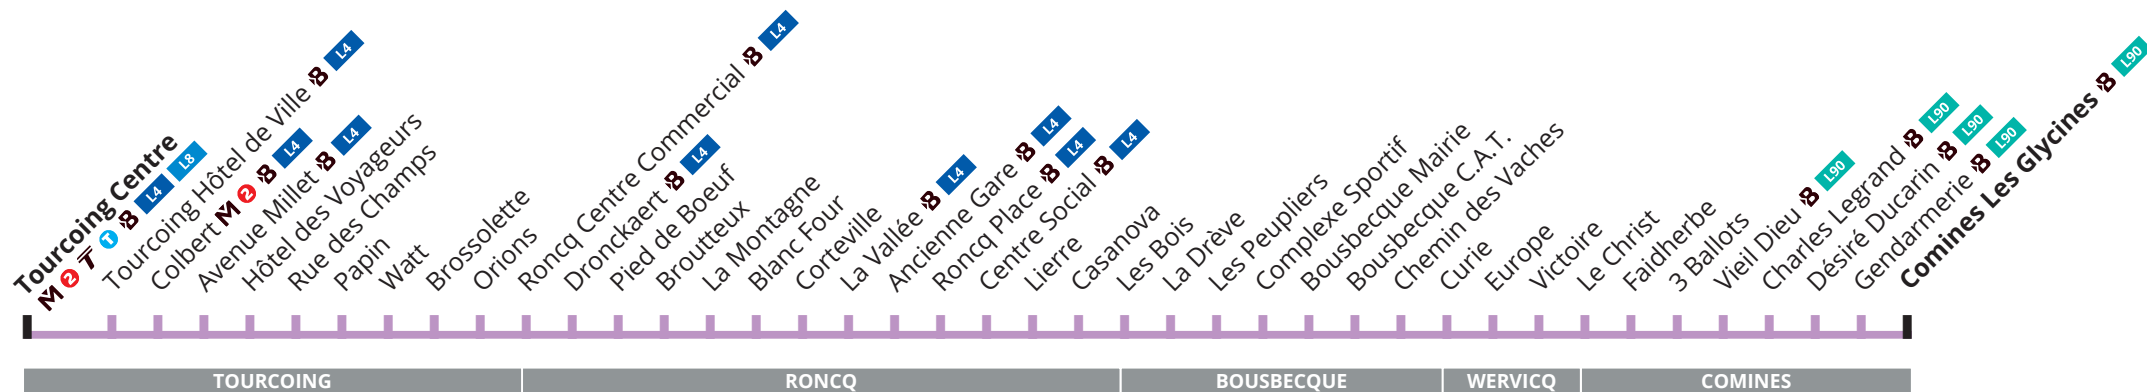 Tourcoing Centre
M 2 T T B L4 L8
Tourcoing Hôtel de Ville B L4
Colbert M 2 B L4
Avenue Millet B L4
Hôtel des Voyageurs
Rue des Champs
Papin
Watt
Brossolette
Orions
Roncq Centre Commercial B L4
Dronckaert B L4
Pied de Boeuf
Broutteux
La Montagne
Blanc Four
Corteville
La Vallée B L4
Ancienne Gare B L4
Roncq Place B L4
Centre Social B L4
Lierre
Casanova
Les Bois
La Drève
Les Peupliers
Complexe Sportif
Bousbecque Mairie
Bousbecque C.A.T.
Chemin des Vaches
Curie
Europe
Victoire
Le Christ
Faidherbe
3 Ballots
Vieil Dieu B L90
Charles Legrand B L90
Désiré Ducarin B L90
Gendarmerie B L90
Comines Les Glycines B L90
TOURCOING RONCQ BOUSBECQUE WERVICQ COMINES